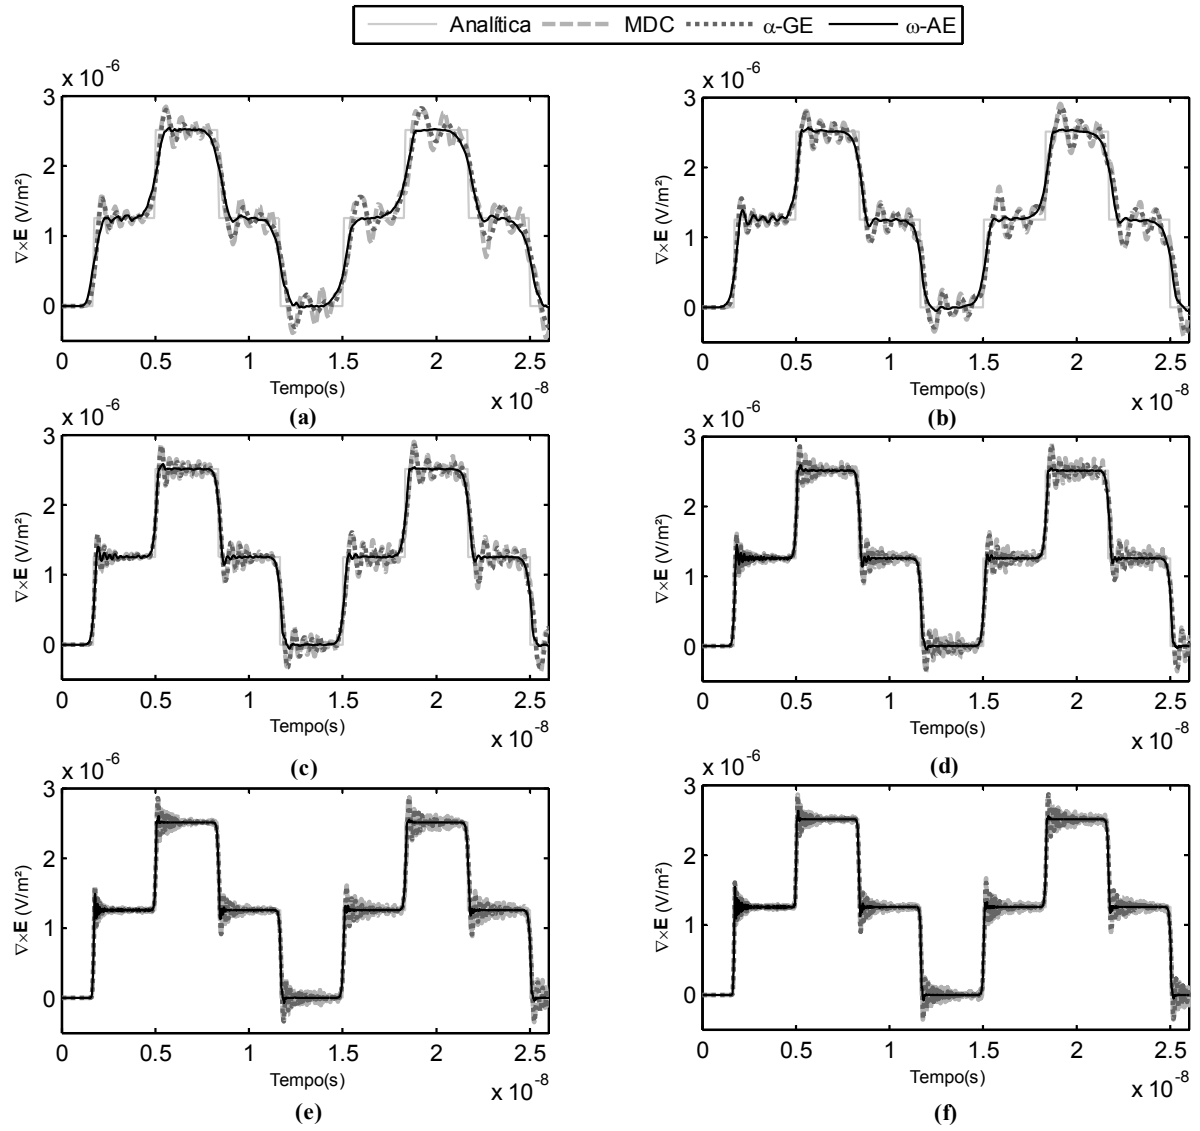 Analítica MDC α-GE ω-AE
x 10⁻⁶
3
2
1
0
∇×E (V/m²)
0 0.5 1 1.5 2 2.5
Tempo(s)
x 10⁻⁸
(a)
x 10⁻⁶
3
2
1
0
∇×E (V/m²)
0 0.5 1 1.5 2 2.5
Tempo(s)
x 10⁻⁸
(b)
x 10⁻⁶
3
2
1
0
∇×E (V/m²)
0 0.5 1 1.5 2 2.5
Tempo(s)
x 10⁻⁸
(c)
x 10⁻⁶
3
2
1
0
∇×E (V/m²)
0 0.5 1 1.5 2 2.5
Tempo(s)
x 10⁻⁸
(d)
x 10⁻⁶
3
2
1
0
∇×E (V/m²)
0 0.5 1 1.5 2 2.5
Tempo(s)
x 10⁻⁸
(e)
x 10⁻⁶
3
2
1
0
∇×E (V/m²)
0 0.5 1 1.5 2 2.5
Tempo(s)
x 10⁻⁸
(f)